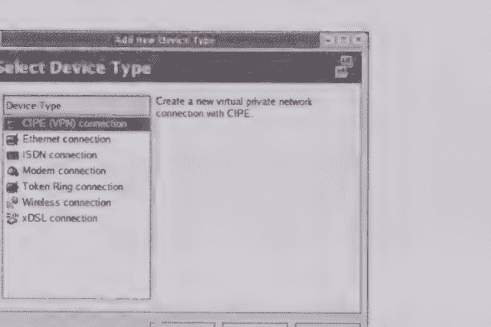 Add new Device Type
Select Device Type
Device Type
Create a new virtual private network
connection with CIPE.
CIPE (VPN) connection
Ethernet connection
ISDN connection
Modem connection
Token Ring connection
Wireless connection
xDSL connection